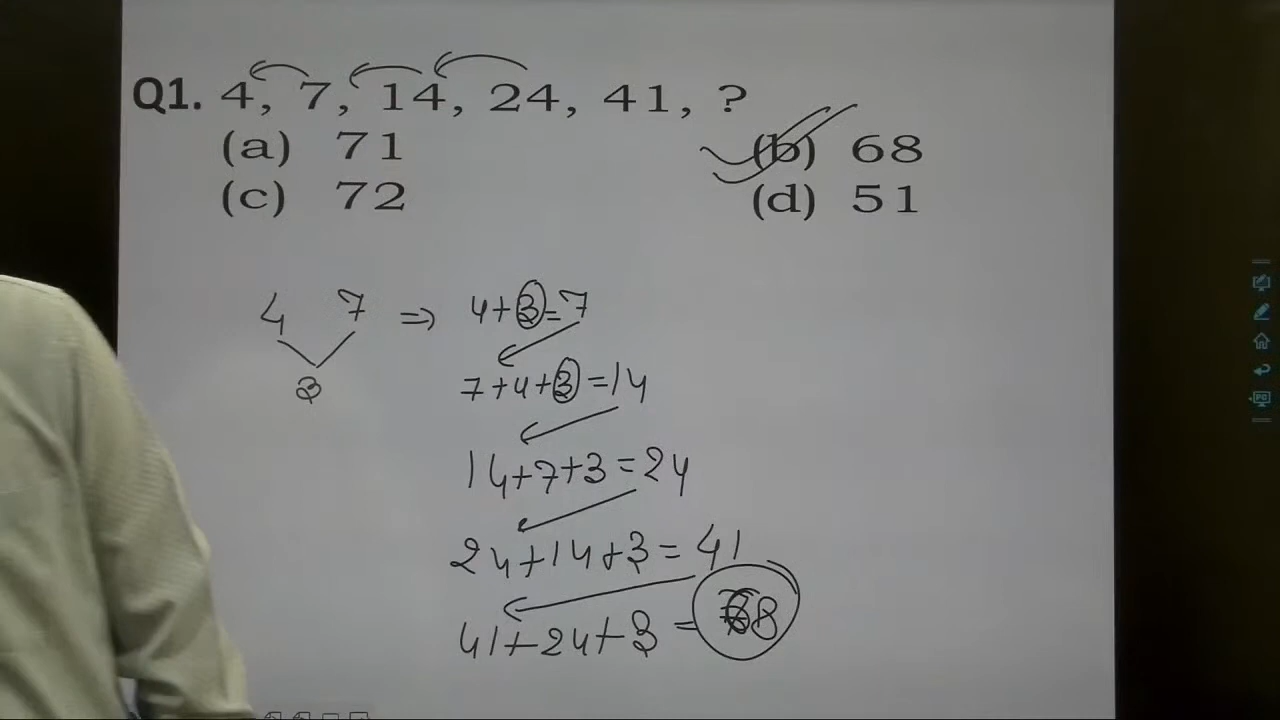 Q1. 4, 7, 14, 24, 41, ?
(a) 71 (b) 68
(c) 72 (d) 51
4 7 ⇒ 4+3=7
3
7+4+3=14
14+7+3=24
24+14+3=41
41+24+3=68